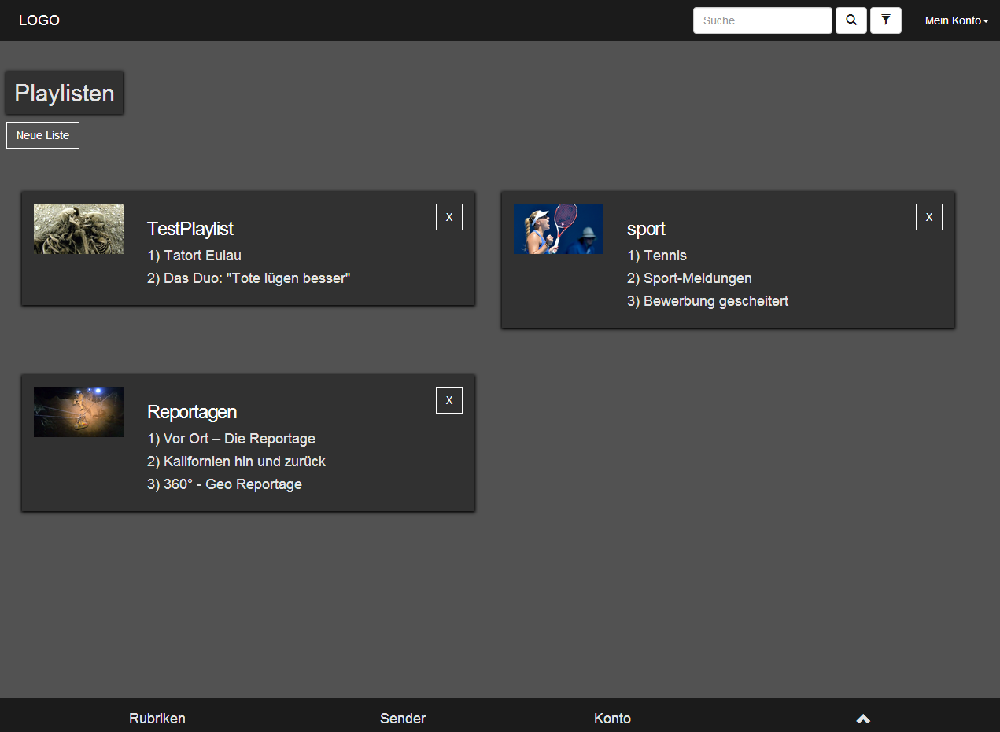 LOGO
Suche
Mein Konto
Playlisten
Neue Liste
TestPlaylist
X
1) Tatort Eulau
2) Das Duo: "Tote lügen besser"
sport
X
1) Tennis
2) Sport-Meldungen
3) Bewerbung gescheitert
Reportagen
X
1) Vor Ort – Die Reportage
2) Kalifornien hin und zurück
3) 360° - Geo Reportage
Rubriken
Sender
Konto